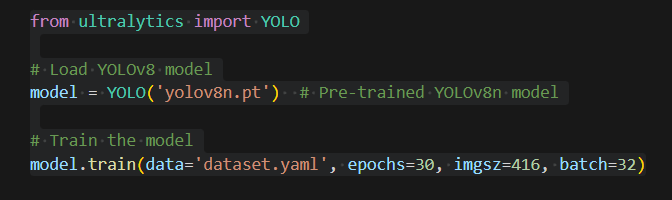 from ultralytics import YOLO
# Load YOLOv8 model
model = YOLO('yolov8n.pt')  # Pre-trained YOLOv8n model
# Train the model
model.train(data='dataset.yaml', epochs=30, imgsz=416, batch=32)